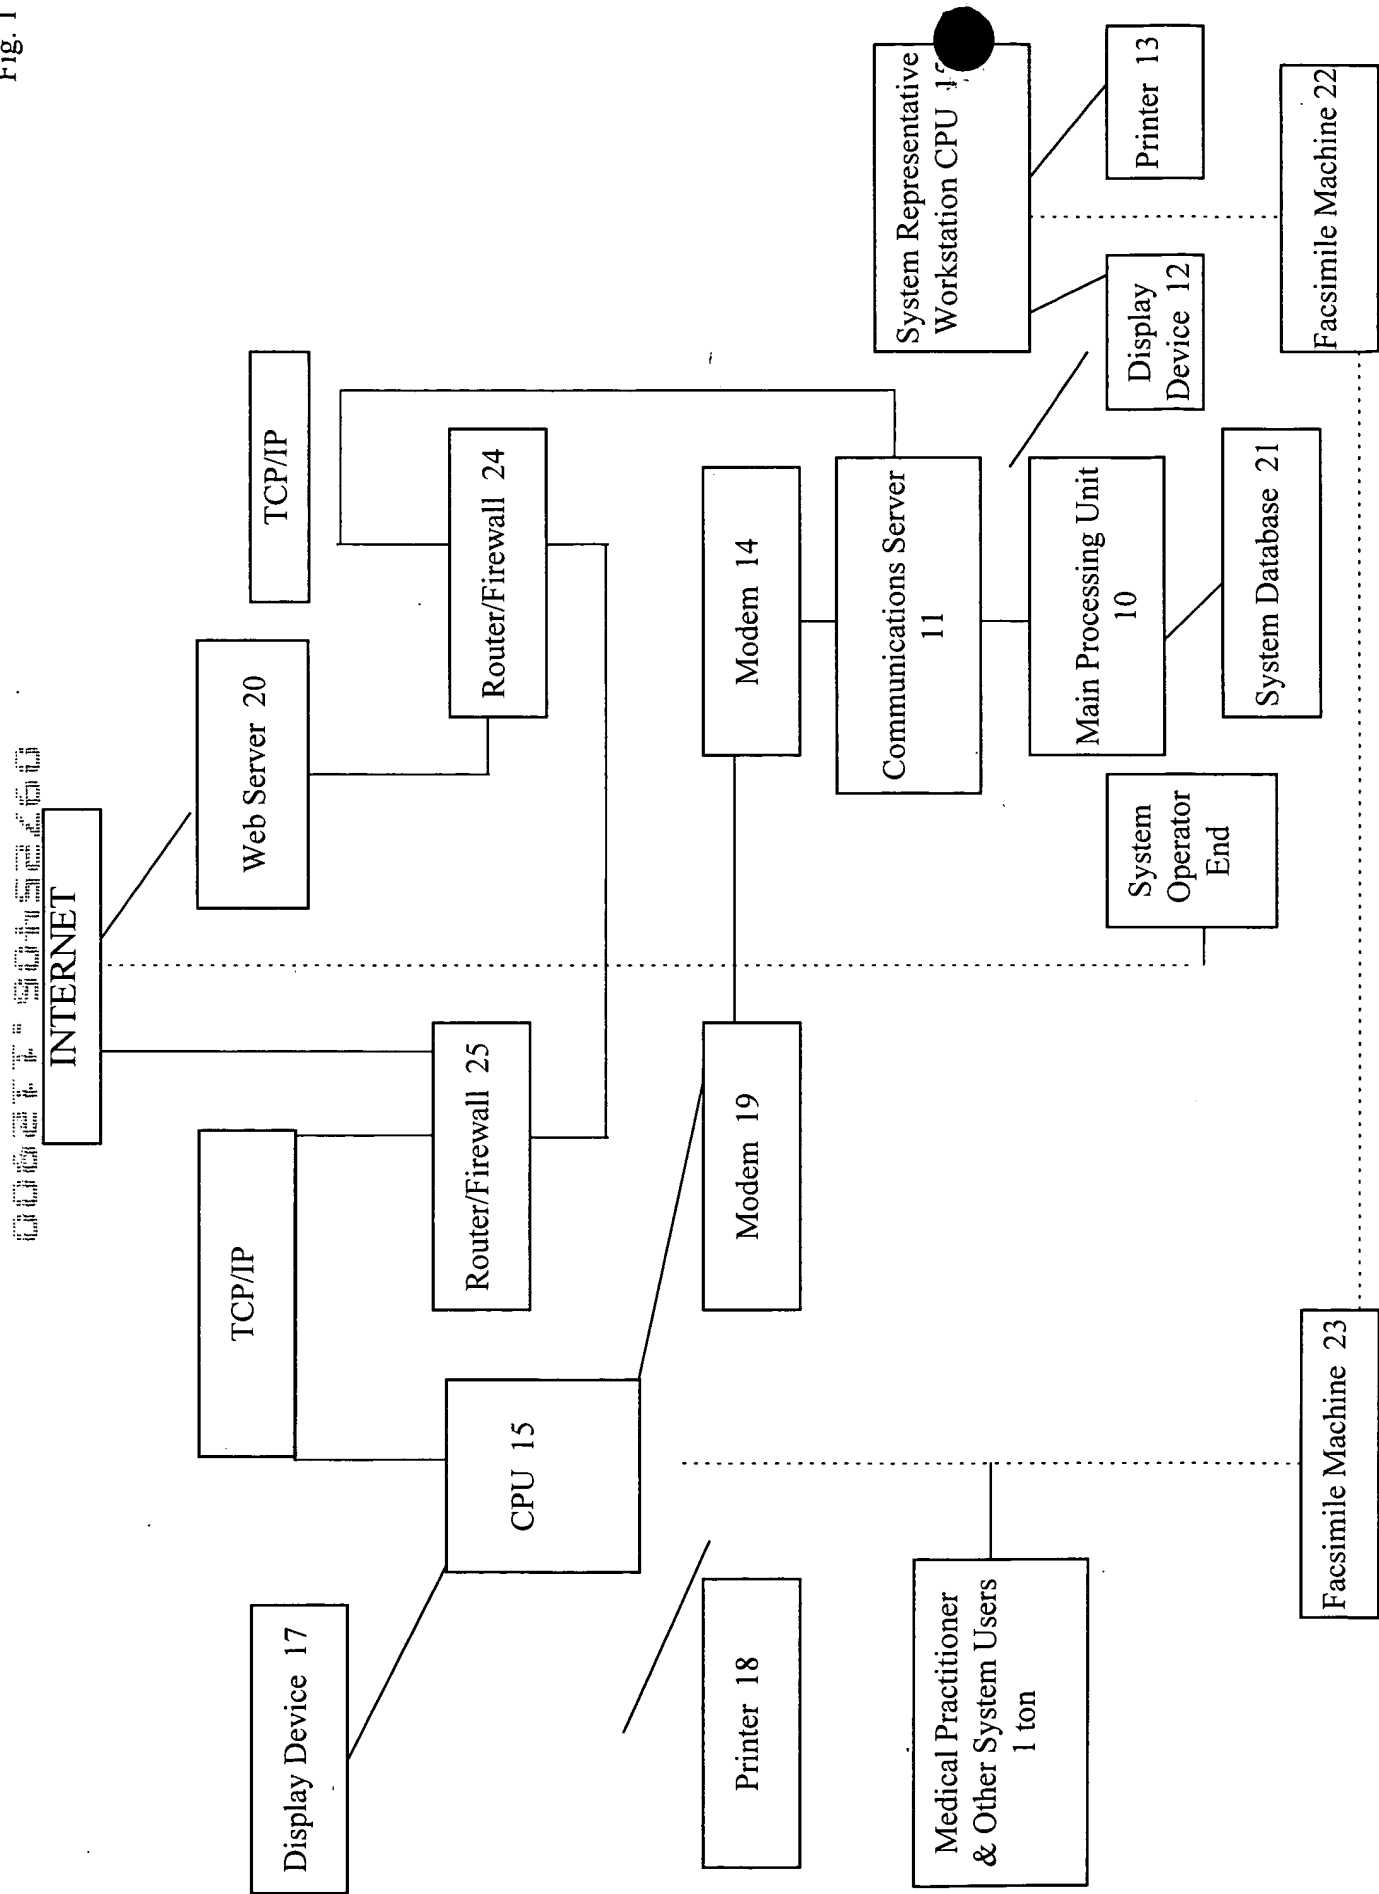 Fig. 1
INTERNET
TCP/IP
Web Server 20
TCP/IP
Display Device 17
CPU 15
Router/Firewall 25
Router/Firewall 24
Printer 18
Modem 19
Modem 14
Medical Practitioner
& Other System Users
1 ton
Communications Server
11
System Representative
Workstation CPU
System
Operator
End
Main Processing Unit
10
Display
Device 12
Printer 13
System Database 21
Facsimile Machine 23
Facsimile Machine 22